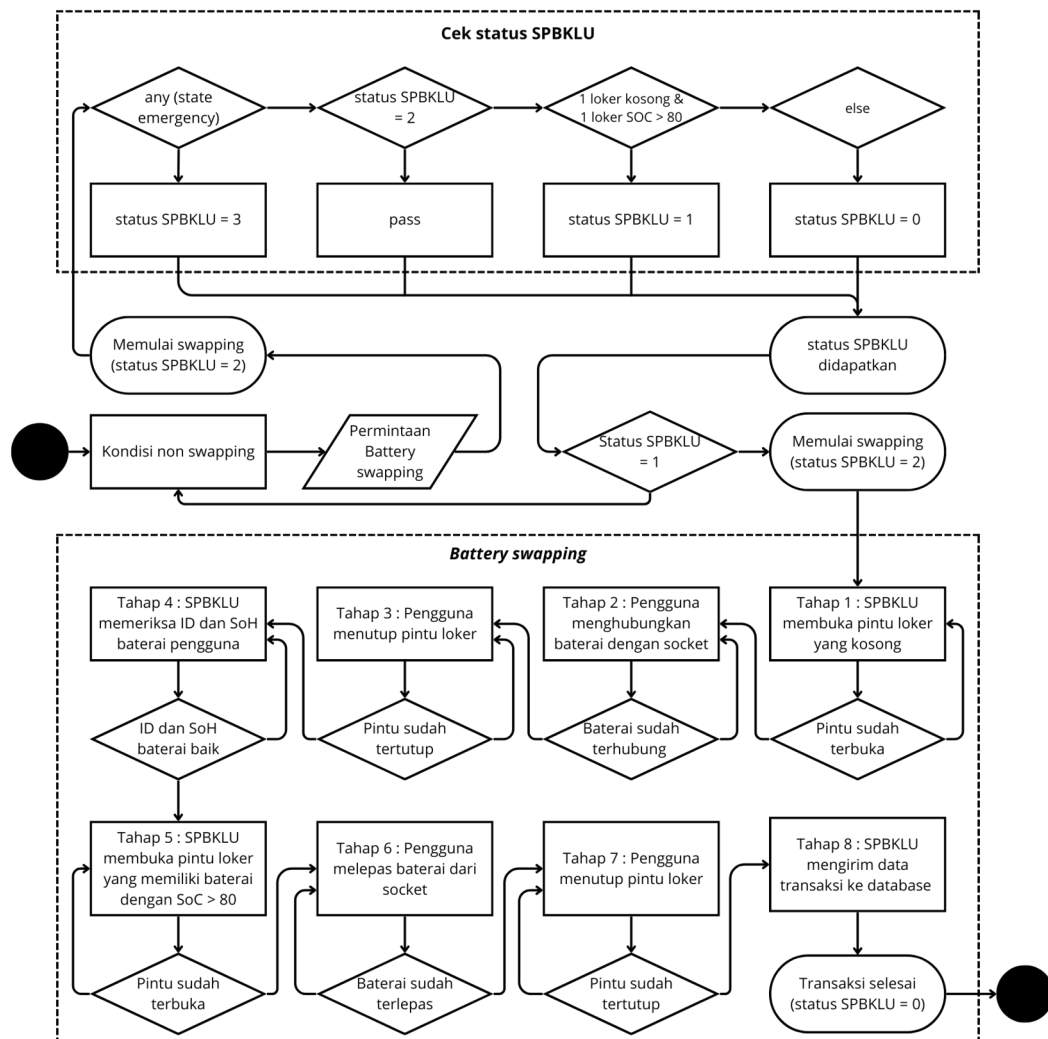 Cek status SPBKLU
any (state
emergency)
status SPBKLU
= 2
1 loker kosong &
1 loker SOC > 80
else
status SPBKLU = 3
pass
status SPBKLU = 1
status SPBKLU = 0
Memulai swapping
(status SPBKLU = 2)
status SPBKLU
didapatkan
Kondisi non swapping
Permintaan
Battery
swapping
Status SPBKLU
= 1
Memulai swapping
(status SPBKLU = 2)
Battery swapping
Tahap 4 : SPBKLU
memeriksa ID dan SoH
baterai pengguna
Tahap 3 : Pengguna
menutup pintu loker
Tahap 2 : Pengguna
menghubungkan
baterai dengan socket
Tahap 1 : SPBKLU
membuka pintu loker
yang kosong
ID dan SoH
baterai baik
Pintu sudah
tertutup
Baterai sudah
terhubung
Pintu sudah
terbuka
Tahap 5 : SPBKLU
membuka pintu loker
yang memiliki baterai
dengan SoC > 80
Tahap 6 : Pengguna
melepas baterai dari
socket
Tahap 7 : Pengguna
menutup pintu loker
Tahap 8 : SPBKLU
mengirim data
transaksi ke database
Pintu sudah
terbuka
Baterai sudah
terlepas
Pintu sudah
tertutup
Transaksi selesai
(status SPBKLU = 0)